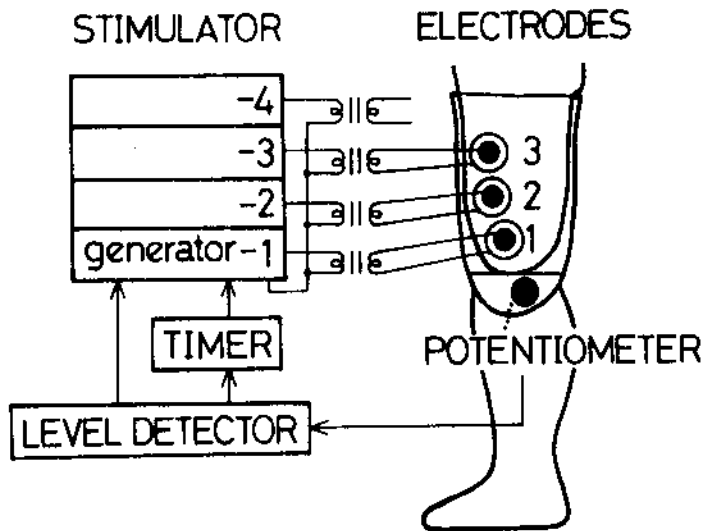 STIMULATOR
ELECTRODES
-4
-3
-2
generator-1
3
2
1
TIMER
POTENTIOMETER
LEVEL DETECTOR